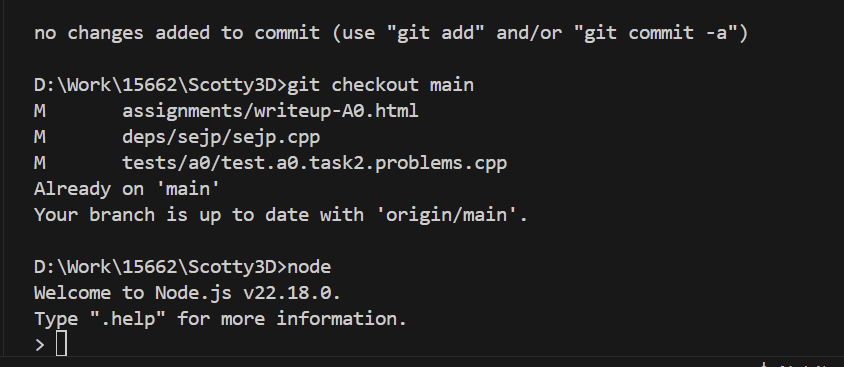 no changes added to commit (use "git add" and/or "git commit -a")
D:\Work\15662\Scotty3D>git checkout main
M       assignments/writeup-A0.html
M       deps/sejp/sejp.cpp
M       tests/a0/test.a0.task2.problems.cpp
Already on 'main'
Your branch is up to date with 'origin/main'.
D:\Work\15662\Scotty3D>node
Welcome to Node.js v22.18.0.
Type ".help" for more information.
>